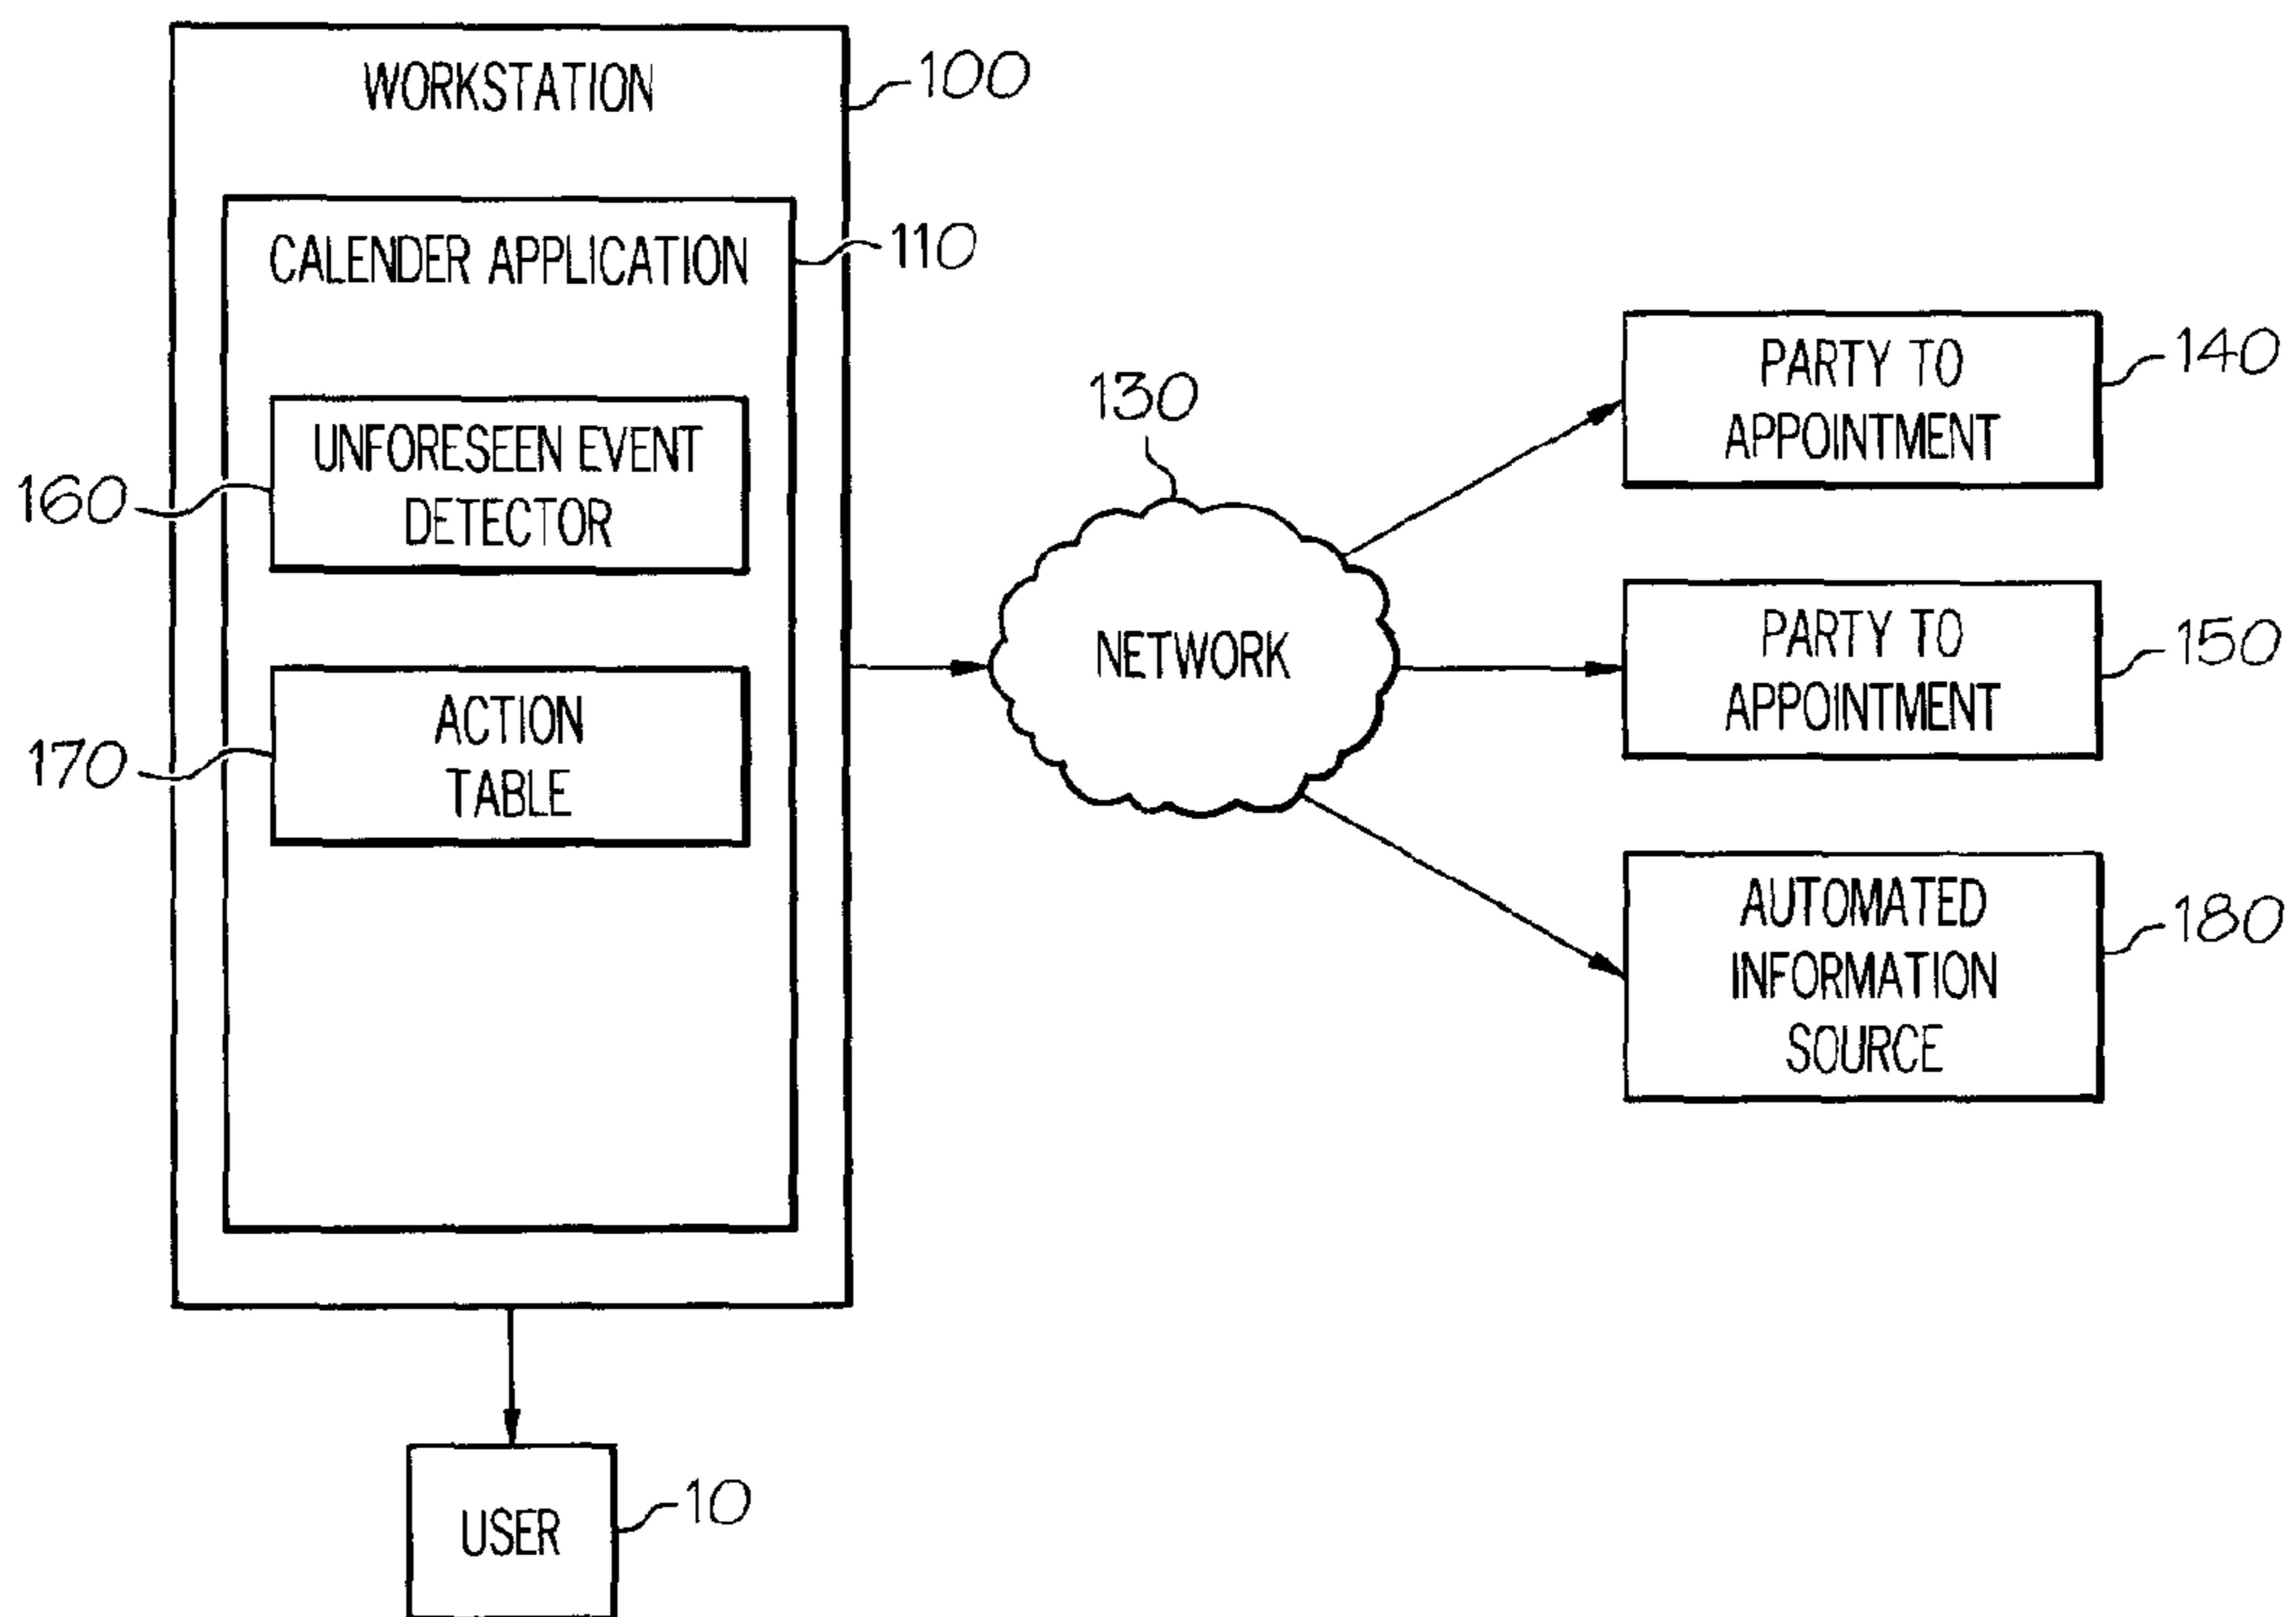 WORKSTATION
100
CALENDER APPLICATION
110
UNFORESEEN EVENT
DETECTOR
160
ACTION
TABLE
170
USER
10
130
NETWORK
PARTY TO
APPOINTMENT
140
PARTY TO
APPOINTMENT
150
AUTOMATED
INFORMATION
SOURCE
180